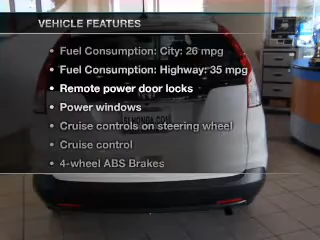 VEHICLE FEATURES
• Fuel Consumption: City: 26 mpg
• Fuel Consumption: Highway: 35 mpg
• Remote power door locks
• Power windows
• Cruise controls on steering wheel
• Cruise control
• 4-wheel ABS Brakes